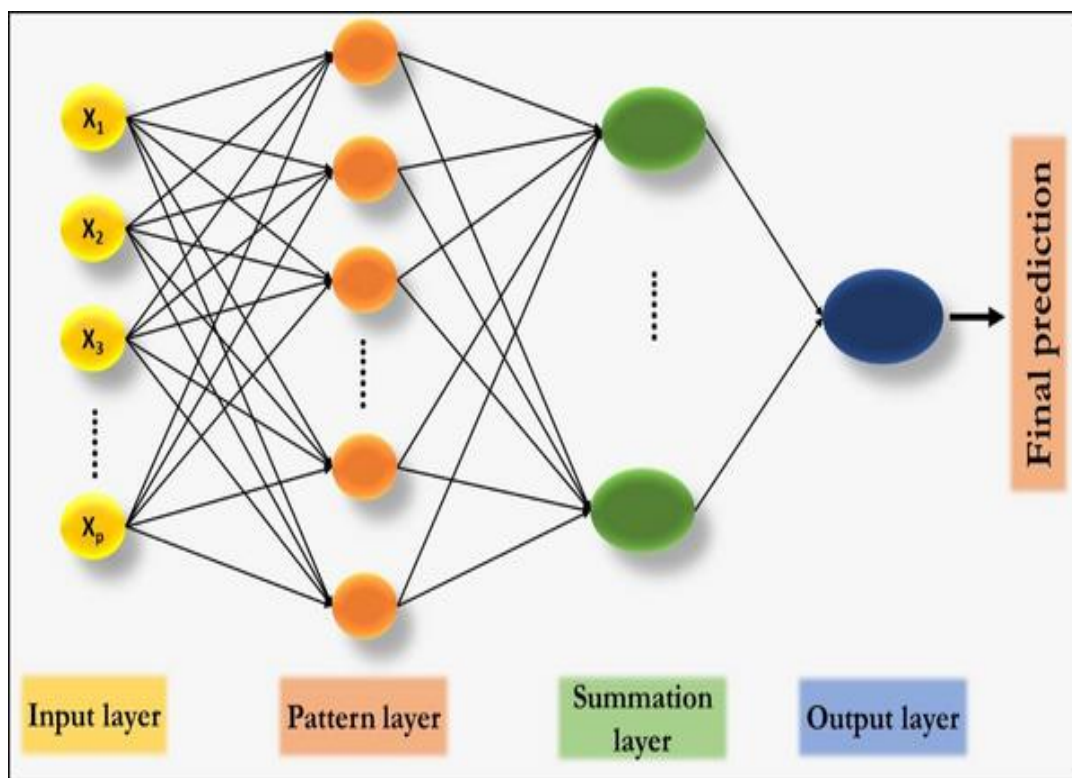 X₁
X₂
X₃
Xₚ
Final prediction
Input layer
Pattern layer
Summation
layer
Output layer